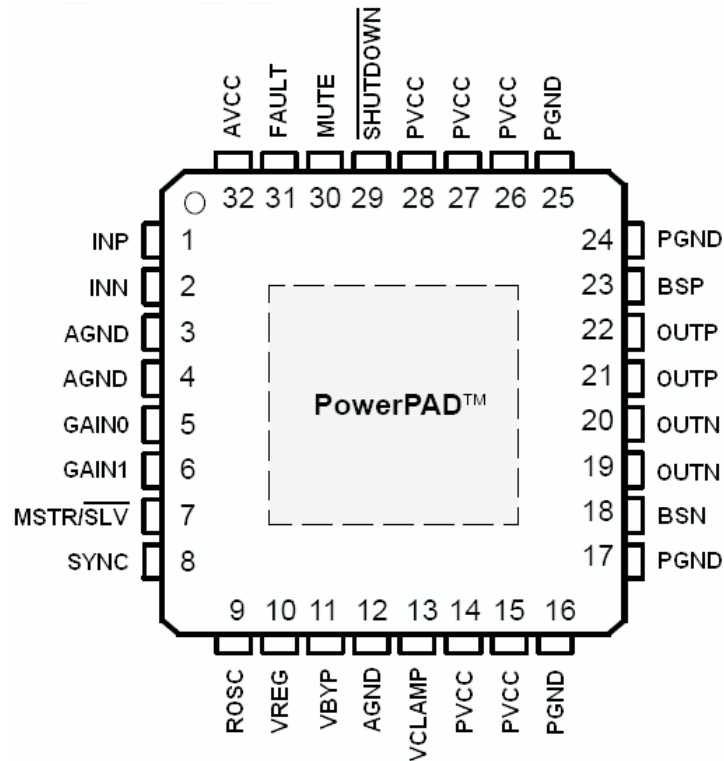 AVCC
FAULT
MUTE
SHUTDOWN
PVCC
PVCC
PVCC
PGND
32 31 30 29 28 27 26 25
INP 1
INN 2
AGND 3
AGND 4
GAIN0 5
GAIN1 6
MSTR/SLV 7
SYNC 8
PowerPAD™
24 PGND
23 BSP
22 OUTP
21 OUTP
20 OUTN
19 OUTN
18 BSN
17 PGND
9 10 11 12 13 14 15 16
ROSC
VREG
VBYP
AGND
VCLAMP
PVCC
PVCC
PGND